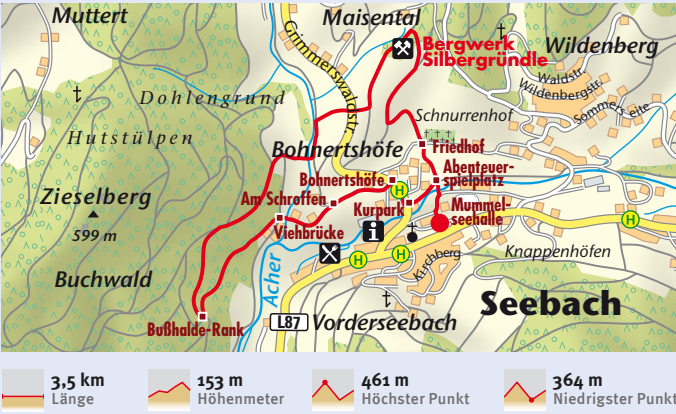 Muttert
Maisental
Grimmerswaldstr.
Bergwerk
Silbergründle
Wildenberg
Waldstr.
Wildenbergstr.
Sommerseite
Dohlengrund
Schnurrenhof
Hutstülpen
Bohnertshöfe
Friedhof
Abenteuer-
spielplatz
Bohnertshöfe
H
Zieselberg
599 m
Am Schroffen
Kurpark
Mummel-
seehalle
H
Viehbrücke
i
H
H
Knappenhöfen
Kirchberg
Buchwald
Acher
Seebach
Bußhalde-Rank
L87
Vorderseebach
3,5 km
Länge
153 m
Höhenmeter
461 m
Höchster Punkt
364 m
Niedrigster Punkt